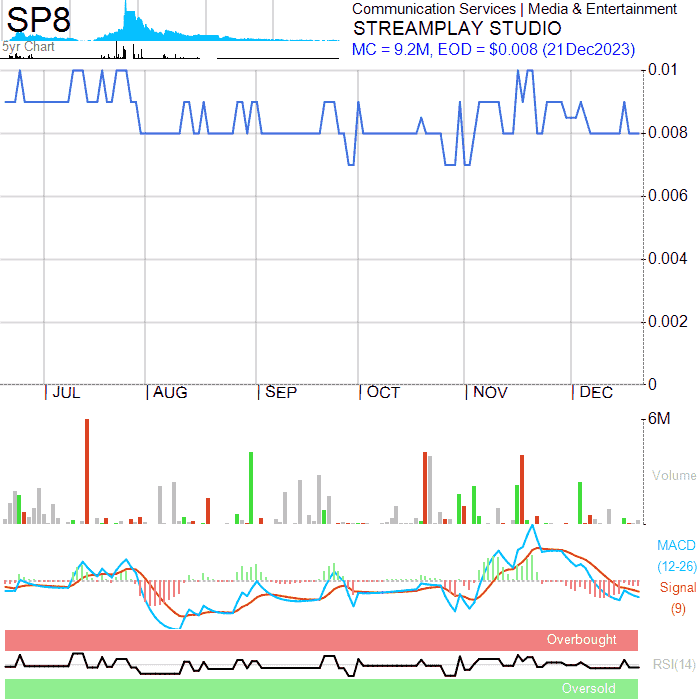 SP8
5yr Chart
Communication Services | Media & Entertainment
STREAMPLAY STUDIO
MC = 9.2M, EOD = $0.008 (21Dec2023)
0.01
0.008
0.006
0.004
0.002
0
JUL AUG SEP OCT NOV DEC
6M
Volume
MACD
(12-26)
Signal
(9)
Overbought
RSI(14)
Oversold